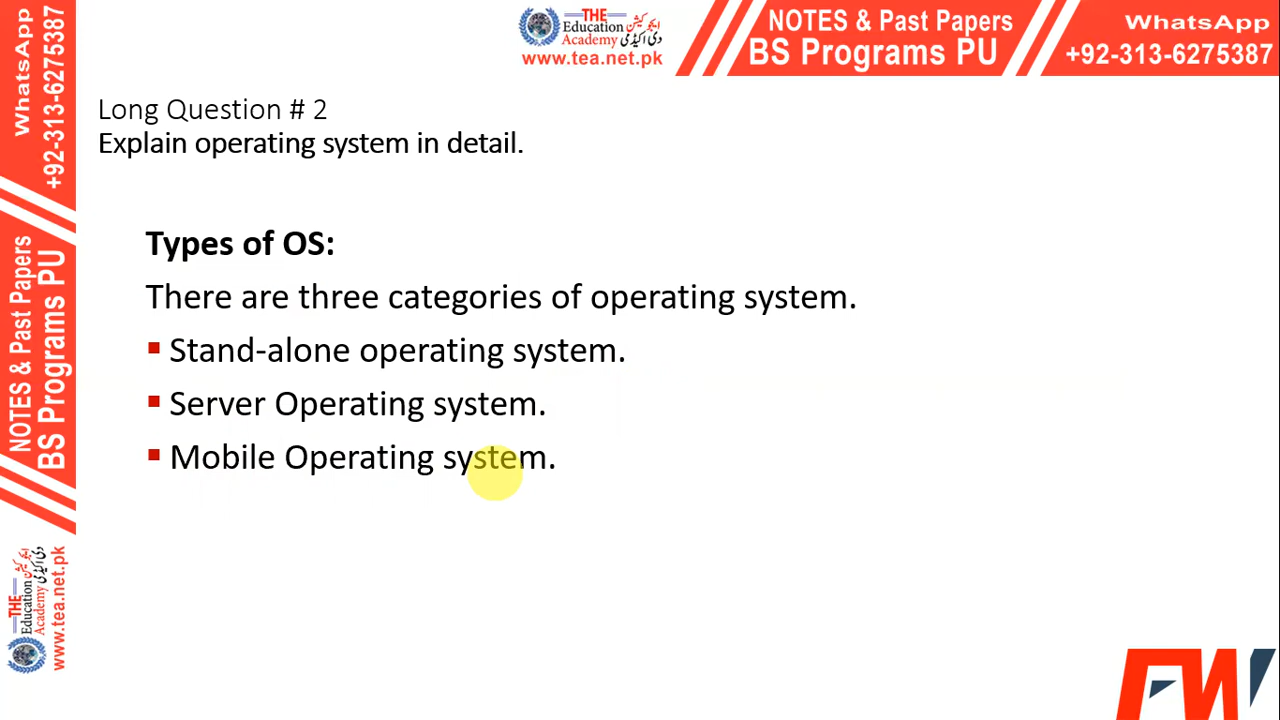 THE
Education
Academy
ایجوکیشن
دی اکیڈمی
www.tea.net.pk
NOTES & Past Papers
BS Programs PU
WhatsApp
+92-313-6275387
WhatsApp
+92-313-6275387
Long Question # 2
Explain operating system in detail.
Types of OS:
There are three categories of operating system.
Stand-alone operating system.
Server Operating system.
Mobile Operating system.
NOTES & Past Papers
BS Programs PU
THE
Education
Academy
ایجوکیشن
دی اکیڈمی
www.tea.net.pk